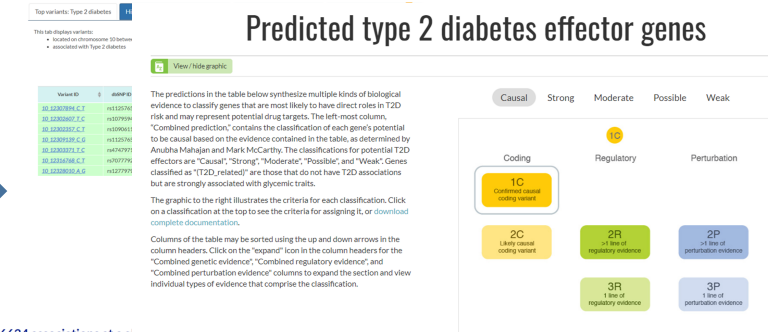 Top variants: Type 2 diabetes
This tab displays variants:
located on chromosome 10
associated with Type 2 diabetes
Variant ID
dbSNP ID
10_12307894_C_T
10_12302607_T_C
10_12302357_C_T
10_12309139_C_G
10_12303371_T_C
10_12316768_C_T
10_12328010_A_G
Predicted type 2 diabetes effector genes
View / hide graphic
The predictions in the table below synthesize multiple kinds of biological
evidence to classify genes that are most likely to have direct roles in T2D
risk and may represent potential drug targets. The left-most column,
"Combined prediction," contains the classification of each gene's potential
to be causal based on the evidence contained in the table, as determined by
Anubha Mahajan and Mark McCarthy. The classifications for potential T2D
effectors are "Causal", "Strong", "Moderate", "Possible", and "Weak". Genes
classified as "(T2D_related)" are those that do not have T2D associations
but are strongly associated with glycemic traits.
The graphic to the right illustrates the criteria for each classification. Click
on a classification at the top to see the criteria for assigning it, or download
complete documentation.
Columns of the table may be sorted using the up and down arrows in the
column headers. Click on the "expand" icon in the column headers for the
"Combined genetic evidence", "Combined regulatory evidence", and
"Combined perturbation evidence" columns to expand the section and view
individual types of evidence that comprise the classification.
Causal Strong Moderate Possible Weak
1C
Coding Regulatory Perturbation
1C
Confirmed causal
coding variant
2C
Likely causal
coding variant
2R
>1 line of
regulatory evidence
2P
>1 line of
perturbation evidence
3R
1 line of
regulatory evidence
3P
1 line of
perturbation evidence